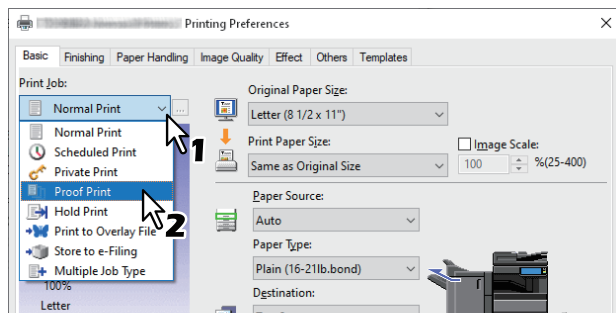 Printing Preferences
Basic Finishing Paper Handling Image Quality Effect Others Templates
Print Job:
Normal Print
...
1
Normal Print
Scheduled Print
Private Print
Proof Print
2
Hold Print
Print to Overlay File
Store to e-Filing
Multiple Job Type
100%
Letter
Original Paper Size:
Letter (8 1/2 x 11")
Print Paper Size:
Same as Original Size
Image Scale:
100 %(25-400)
Paper Source:
Auto
Paper Type:
Plain (16-21lb.bond)
Destination: